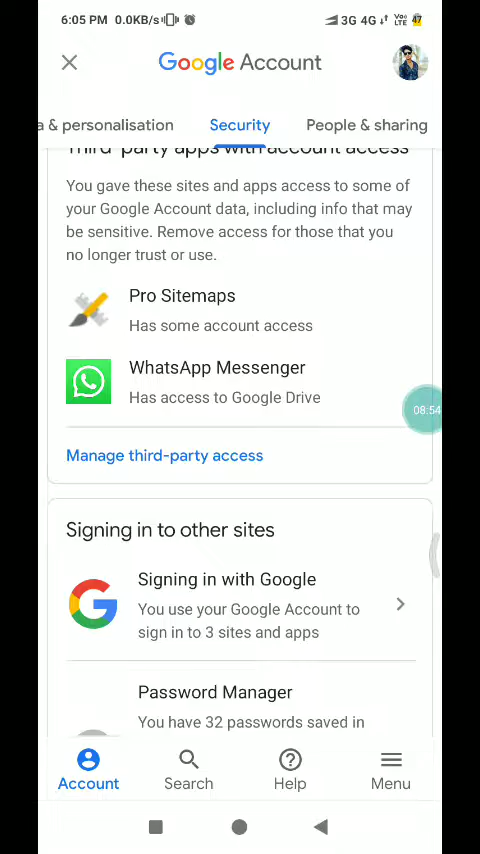 6:05 PM 0.0KB/s 3G 4G Vo LTE 47
Google Account
a & personalisation Security People & sharing
Third-party apps with account access
You gave these sites and apps access to some of
your Google Account data, including info that may
be sensitive. Remove access for those that you
no longer trust or use.
Pro Sitemaps
Has some account access
WhatsApp Messenger
Has access to Google Drive
08:54
Manage third-party access
Signing in to other sites
Signing in with Google
You use your Google Account to
sign in to 3 sites and apps
Password Manager
You have 32 passwords saved in
Account Search Help Menu